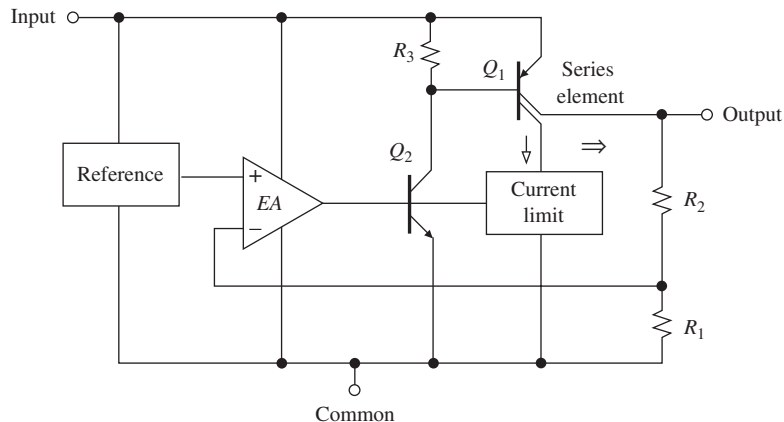 Input
R3
Q1
Series
element
Output
Q2
Reference
+
EA
−
Current
limit
R2
R1
Common